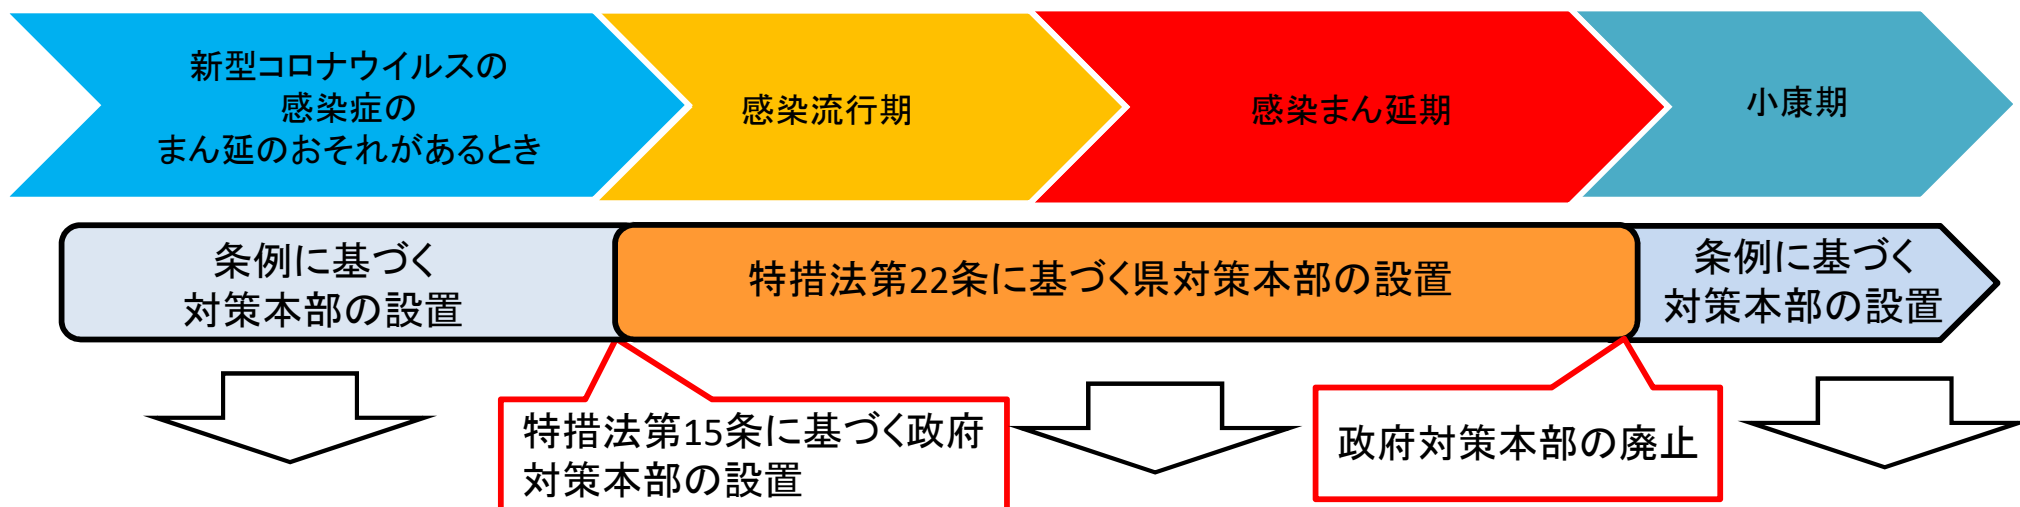 新型コロナウイルスの
感染症の
まん延のおそれがあるとき
感染流行期
感染まん延期
小康期
条例に基づく
対策本部の設置
特措法第22条に基づく県対策本部の設置
条例に基づく
対策本部の設置
特措法第15条に基づく政府
対策本部の設置
政府対策本部の廃止